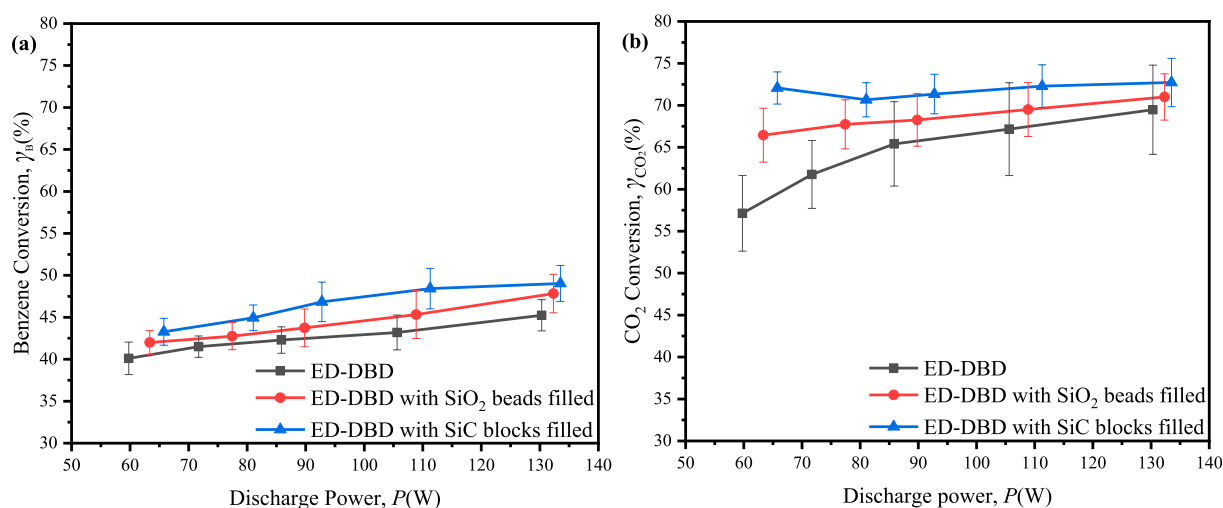 (a)
80
75
70
65
60
55
50
45
40
35
30
Benzene Conversion, γB(%)
ED-DBD
ED-DBD with SiO2 beads filled
ED-DBD with SiC blocks filled
50 60 70 80 90 100 110 120 130 140
Discharge Power, P(W)
(b)
80
75
70
65
60
55
50
45
40
35
30
CO2 Conversion, γCO2(%)
ED-DBD
ED-DBD with SiO2 beads filled
ED-DBD with SiC blocks filled
50 60 70 80 90 100 110 120 130 140
Discharge power, P(W)